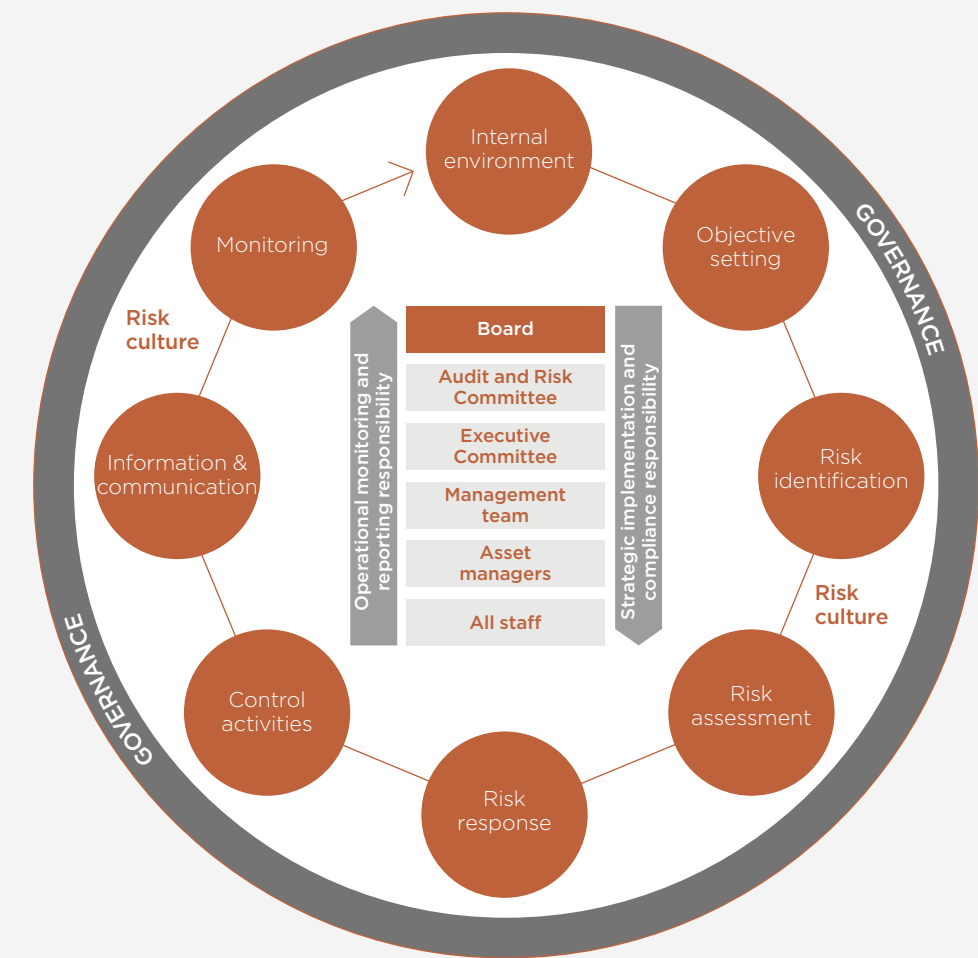 Internal
environment
Objective
setting
GOVERNANCE
Risk
identification
Risk
culture
Risk
assessment
Risk
response
Control
activities
GOVERNANCE
Information &
communication
Risk
culture
Monitoring
Operational monitoring and
reporting responsibility
Board
Audit and Risk
Committee
Executive
Committee
Management
team
Asset
managers
All staff
Strategic implementation and
compliance responsibility